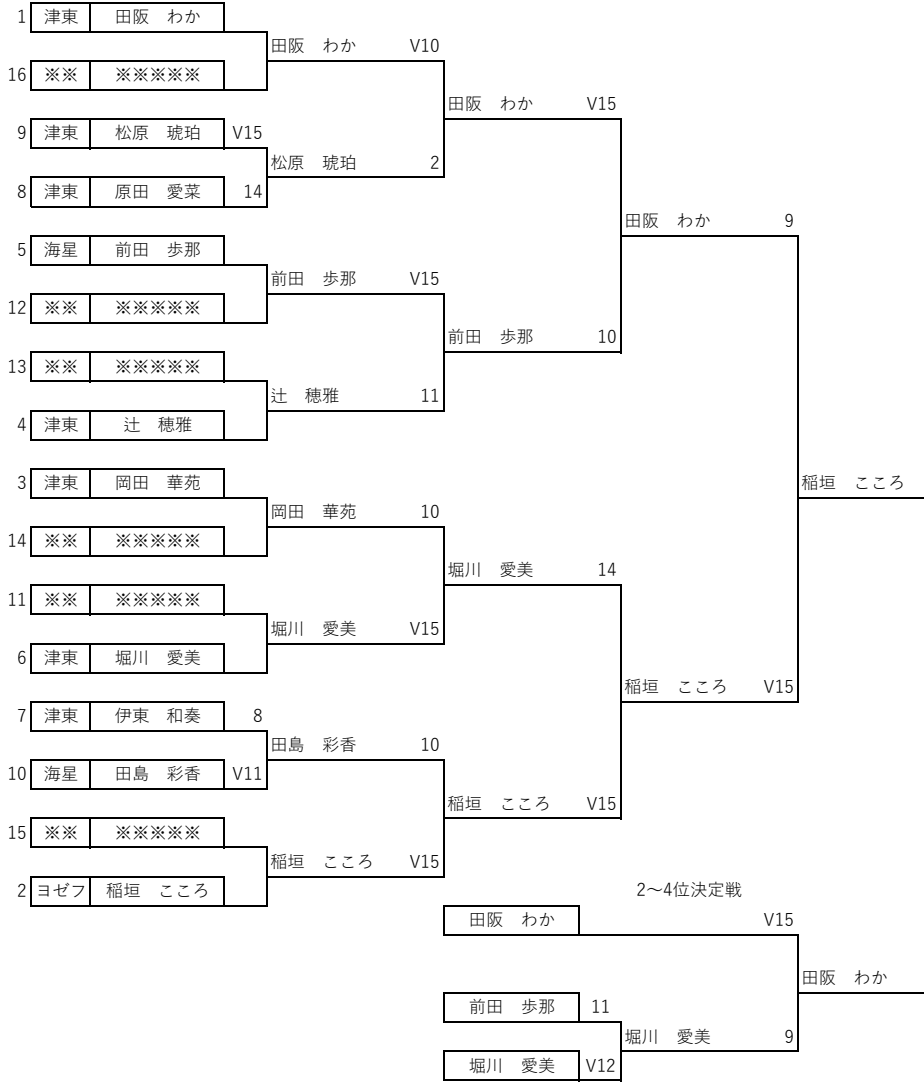 1 津東 田阪　わか
田阪　わか V10
16 ※※ ※※※※※
田阪　わか V15
9 津東 松原　琥珀 V15
松原　琥珀 2
8 津東 原田　愛菜 14
田阪　わか 9
5 海星 前田　歩那
前田　歩那 V15
12 ※※ ※※※※※
前田　歩那 10
13 ※※ ※※※※※
辻　穂雅 11
4 津東 辻　穂雅
3 津東 岡田　華苑
稲垣　こころ
岡田　華苑 10
14 ※※ ※※※※※
堀川　愛美 14
11 ※※ ※※※※※
堀川　愛美 V15
6 津東 堀川　愛美
稲垣　こころ V15
7 津東 伊東　和奏 8
田島　彩香 10
10 海星 田島　彩香 V11
稲垣　こころ V15
15 ※※ ※※※※※
稲垣　こころ V15
2 ヨゼフ 稲垣　こころ
2～4位決定戦
田阪　わか V15
田阪　わか
前田　歩那 11
堀川　愛美 9
堀川　愛美 V12